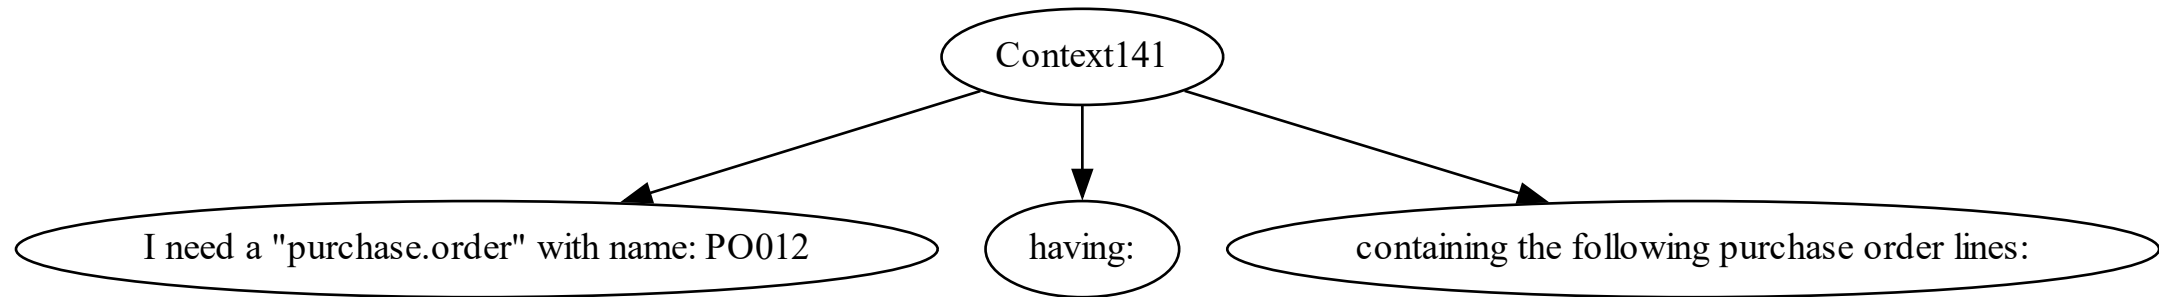 Context141
I need a "purchase.order" with name: PO012
having:
containing the following purchase order lines: